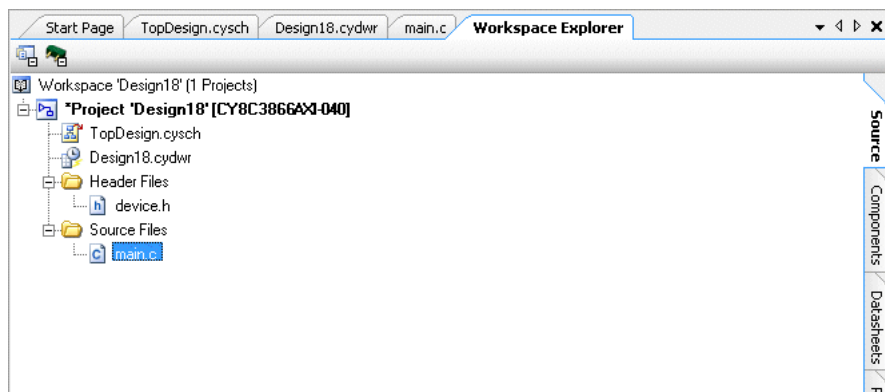 Start Page TopDesign.cysch Design18.cydwr main.c Workspace Explorer
Workspace 'Design18' (1 Projects)
*Project 'Design18' [CY8C3866AXI-040]
TopDesign.cysch
Design18.cydwr
Header Files
device.h
Source Files
main.c
Source
Components
Datasheets